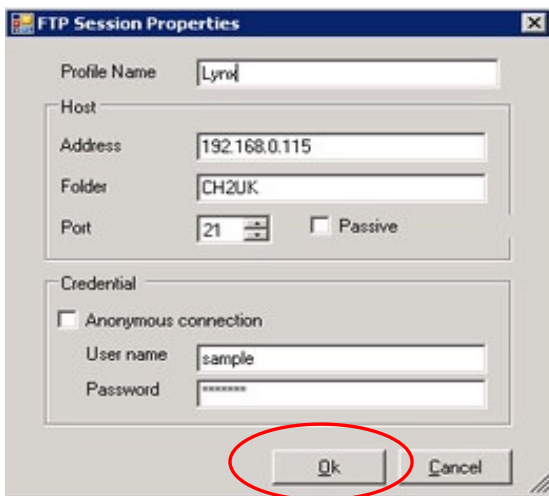 FTP Session Properties
Profile Name Lynx
Host
Address 192.168.0.115
Folder CH2UK
Port 21 Passive
Credential
Anonymous connection
User name sample
Password *******
Ok Cancel